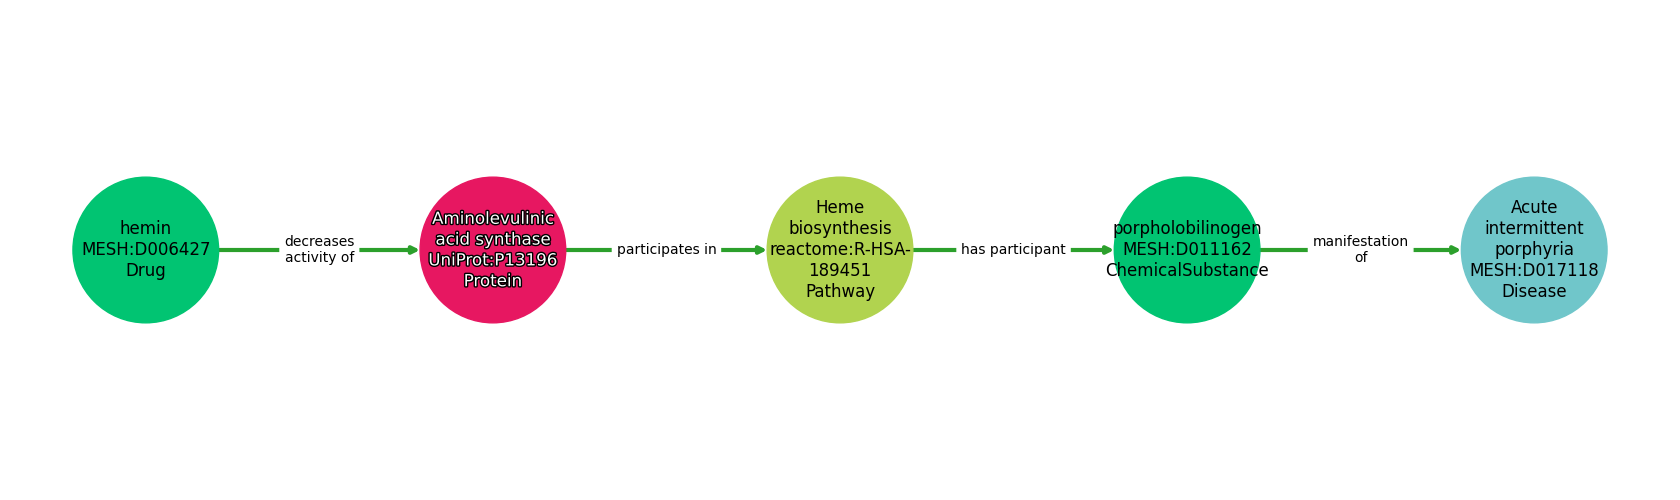 hemin
MESH:D006427
Drug
decreases
activity of
Aminolevulinic
acid synthase
UniProt:P13196
Protein
participates in
Heme
biosynthesis
reactome:R-HSA-
189451
Pathway
has participant
porpholobilinogen
MESH:D011162
ChemicalSubstance
manifestation
of
Acute
intermittent
porphyria
MESH:D017118
Disease